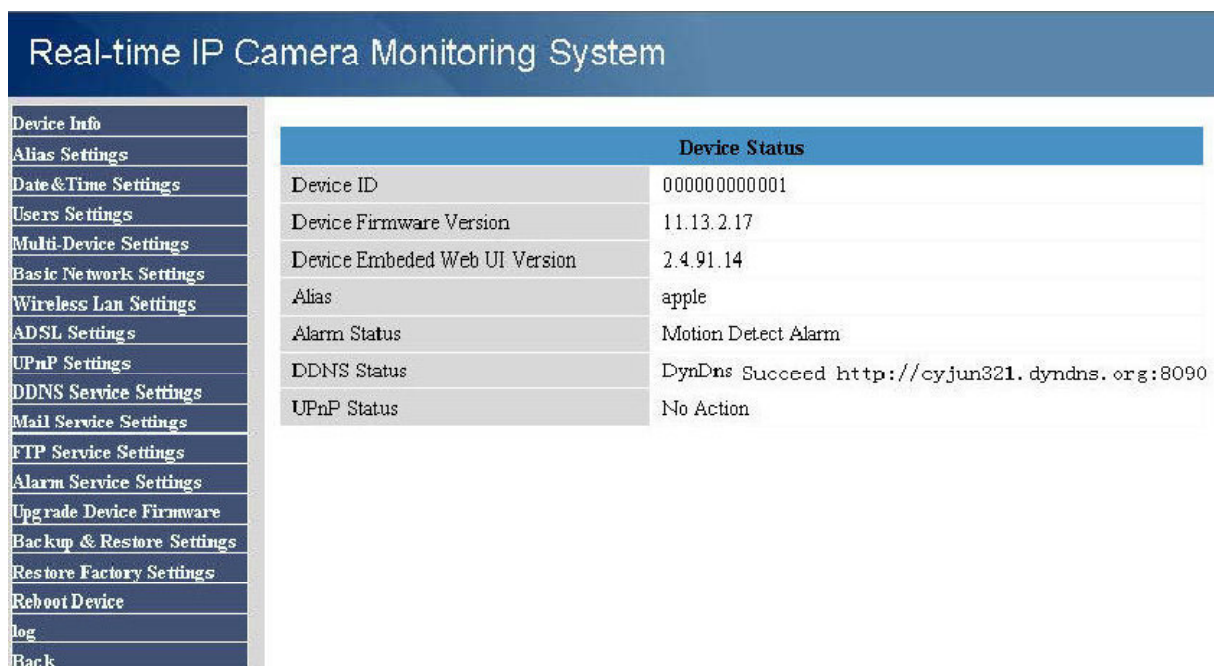 Real-time IP Camera Monitoring System
Device Info
Alias Settings
Date&Time Settings
Users Settings
Multi-Device Settings
Basic Network Settings
Wireless Lan Settings
ADSL Settings
UPnP Settings
DDNS Service Settings
Mail Service Settings
FTP Service Settings
Alarm Service Settings
Upgrade Device Firmware
Backup & Restore Settings
Restore Factory Settings
Reboot Device
log
Back
Device Status
Device ID 000000000001
Device Firmware Version 11.13.2.17
Device Embeded Web UI Version 2.4.91.14
Alias apple
Alarm Status Motion Detect Alarm
DDNS Status DynDns Succeed http://cyjun321.dyndns.org:8090
UPnP Status No Action